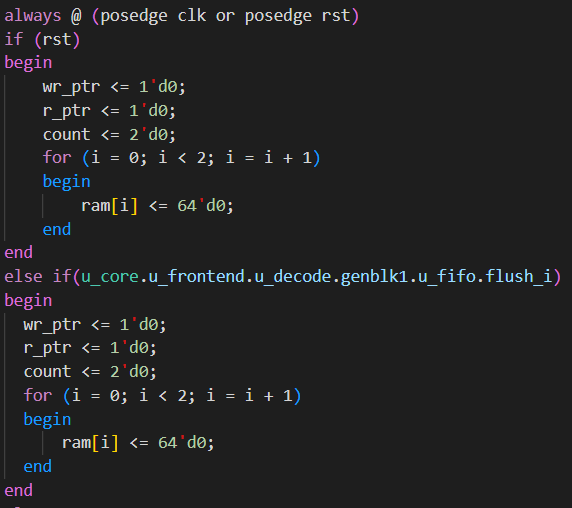 always @ (posedge clk or posedge rst)
if (rst)
begin
    wr_ptr <= 1'd0;
    r_ptr <= 1'd0;
    count <= 2'd0;
    for (i = 0; i < 2; i = i + 1)
    begin
        ram[i] <= 64'd0;
    end
end
else if(u_core.u_frontend.u_decode.genblk1.u_fifo.flush_i)
begin
  wr_ptr <= 1'd0;
  r_ptr <= 1'd0;
  count <= 2'd0;
  for (i = 0; i < 2; i = i + 1)
  begin
      ram[i] <= 64'd0;
  end
end